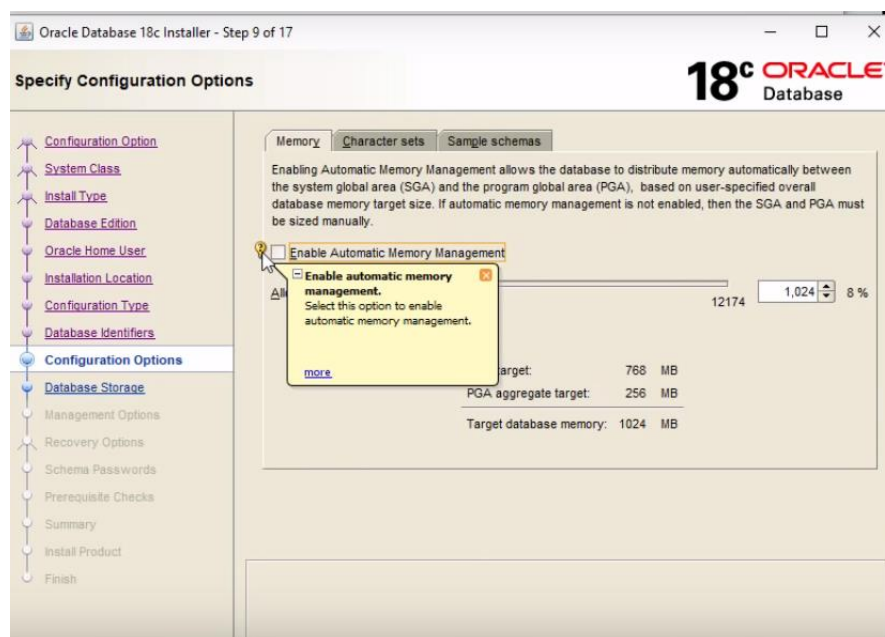 Oracle Database 18c Installer - Step 9 of 17
Specify Configuration Options
18c ORACLE
Database
Configuration Option
System Class
Install Type
Database Edition
Oracle Home User
Installation Location
Configuration Type
Database Identifiers
Configuration Options
Database Storage
Management Options
Recovery Options
Schema Passwords
Prerequisite Checks
Summary
Install Product
Finish
Memory Character sets Sample schemas
Enabling Automatic Memory Management allows the database to distribute memory automatically between
the system global area (SGA) and the program global area (PGA), based on user-specified overall
database memory target size. If automatic memory management is not enabled, then the SGA and PGA must
be sized manually.
Enable Automatic Memory Management
Enable automatic memory
management.
Select this option to enable
automatic memory management.
more
12174 1,024 8 %
target: 768 MB
PGA aggregate target: 256 MB
Target database memory: 1024 MB